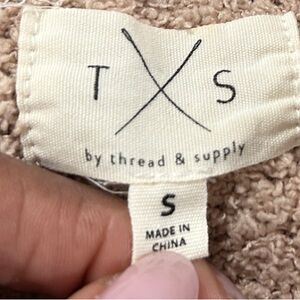 T X S
by thread & supply
S
MADE IN
CHINA